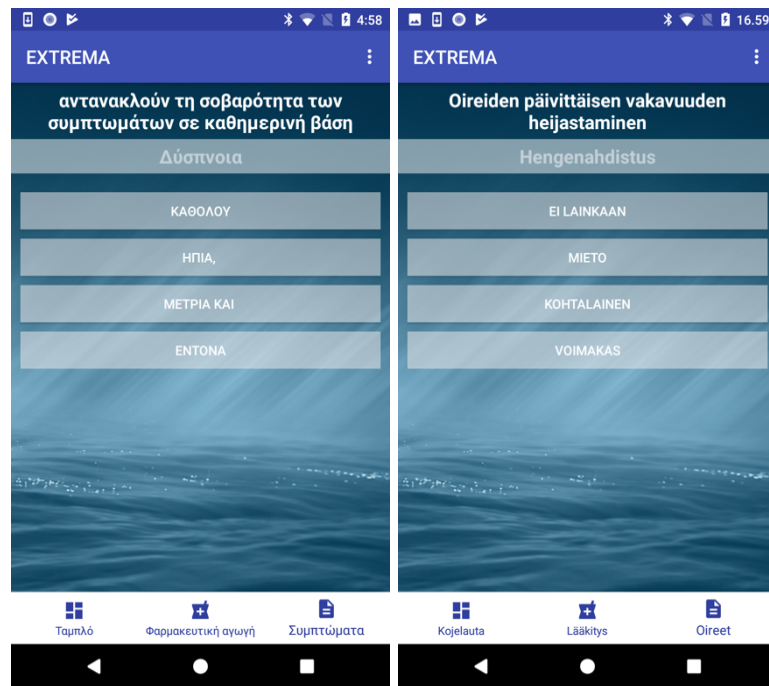 4:58
EXTREMA
αντανακλούν τη σοβαρότητα των
συμπτωμάτων σε καθημερινή βάση
Δύσπνοια
ΚΑΘΟΛΟΥ
ΗΠΙΑ,
ΜΕΤΡΙΑ ΚΑΙ
ΕΝΤΟΝΑ
Ταμπλό
Φαρμακευτική αγωγή
Συμπτώματα
16.59
EXTREMA
Oireiden päivittäisen vakavuuden
heijastaminen
Hengenahdistus
EI LAINKAAN
MIETO
KOHTALAINEN
VOIMAKAS
Kojelauta
Lääkitys
Oireet